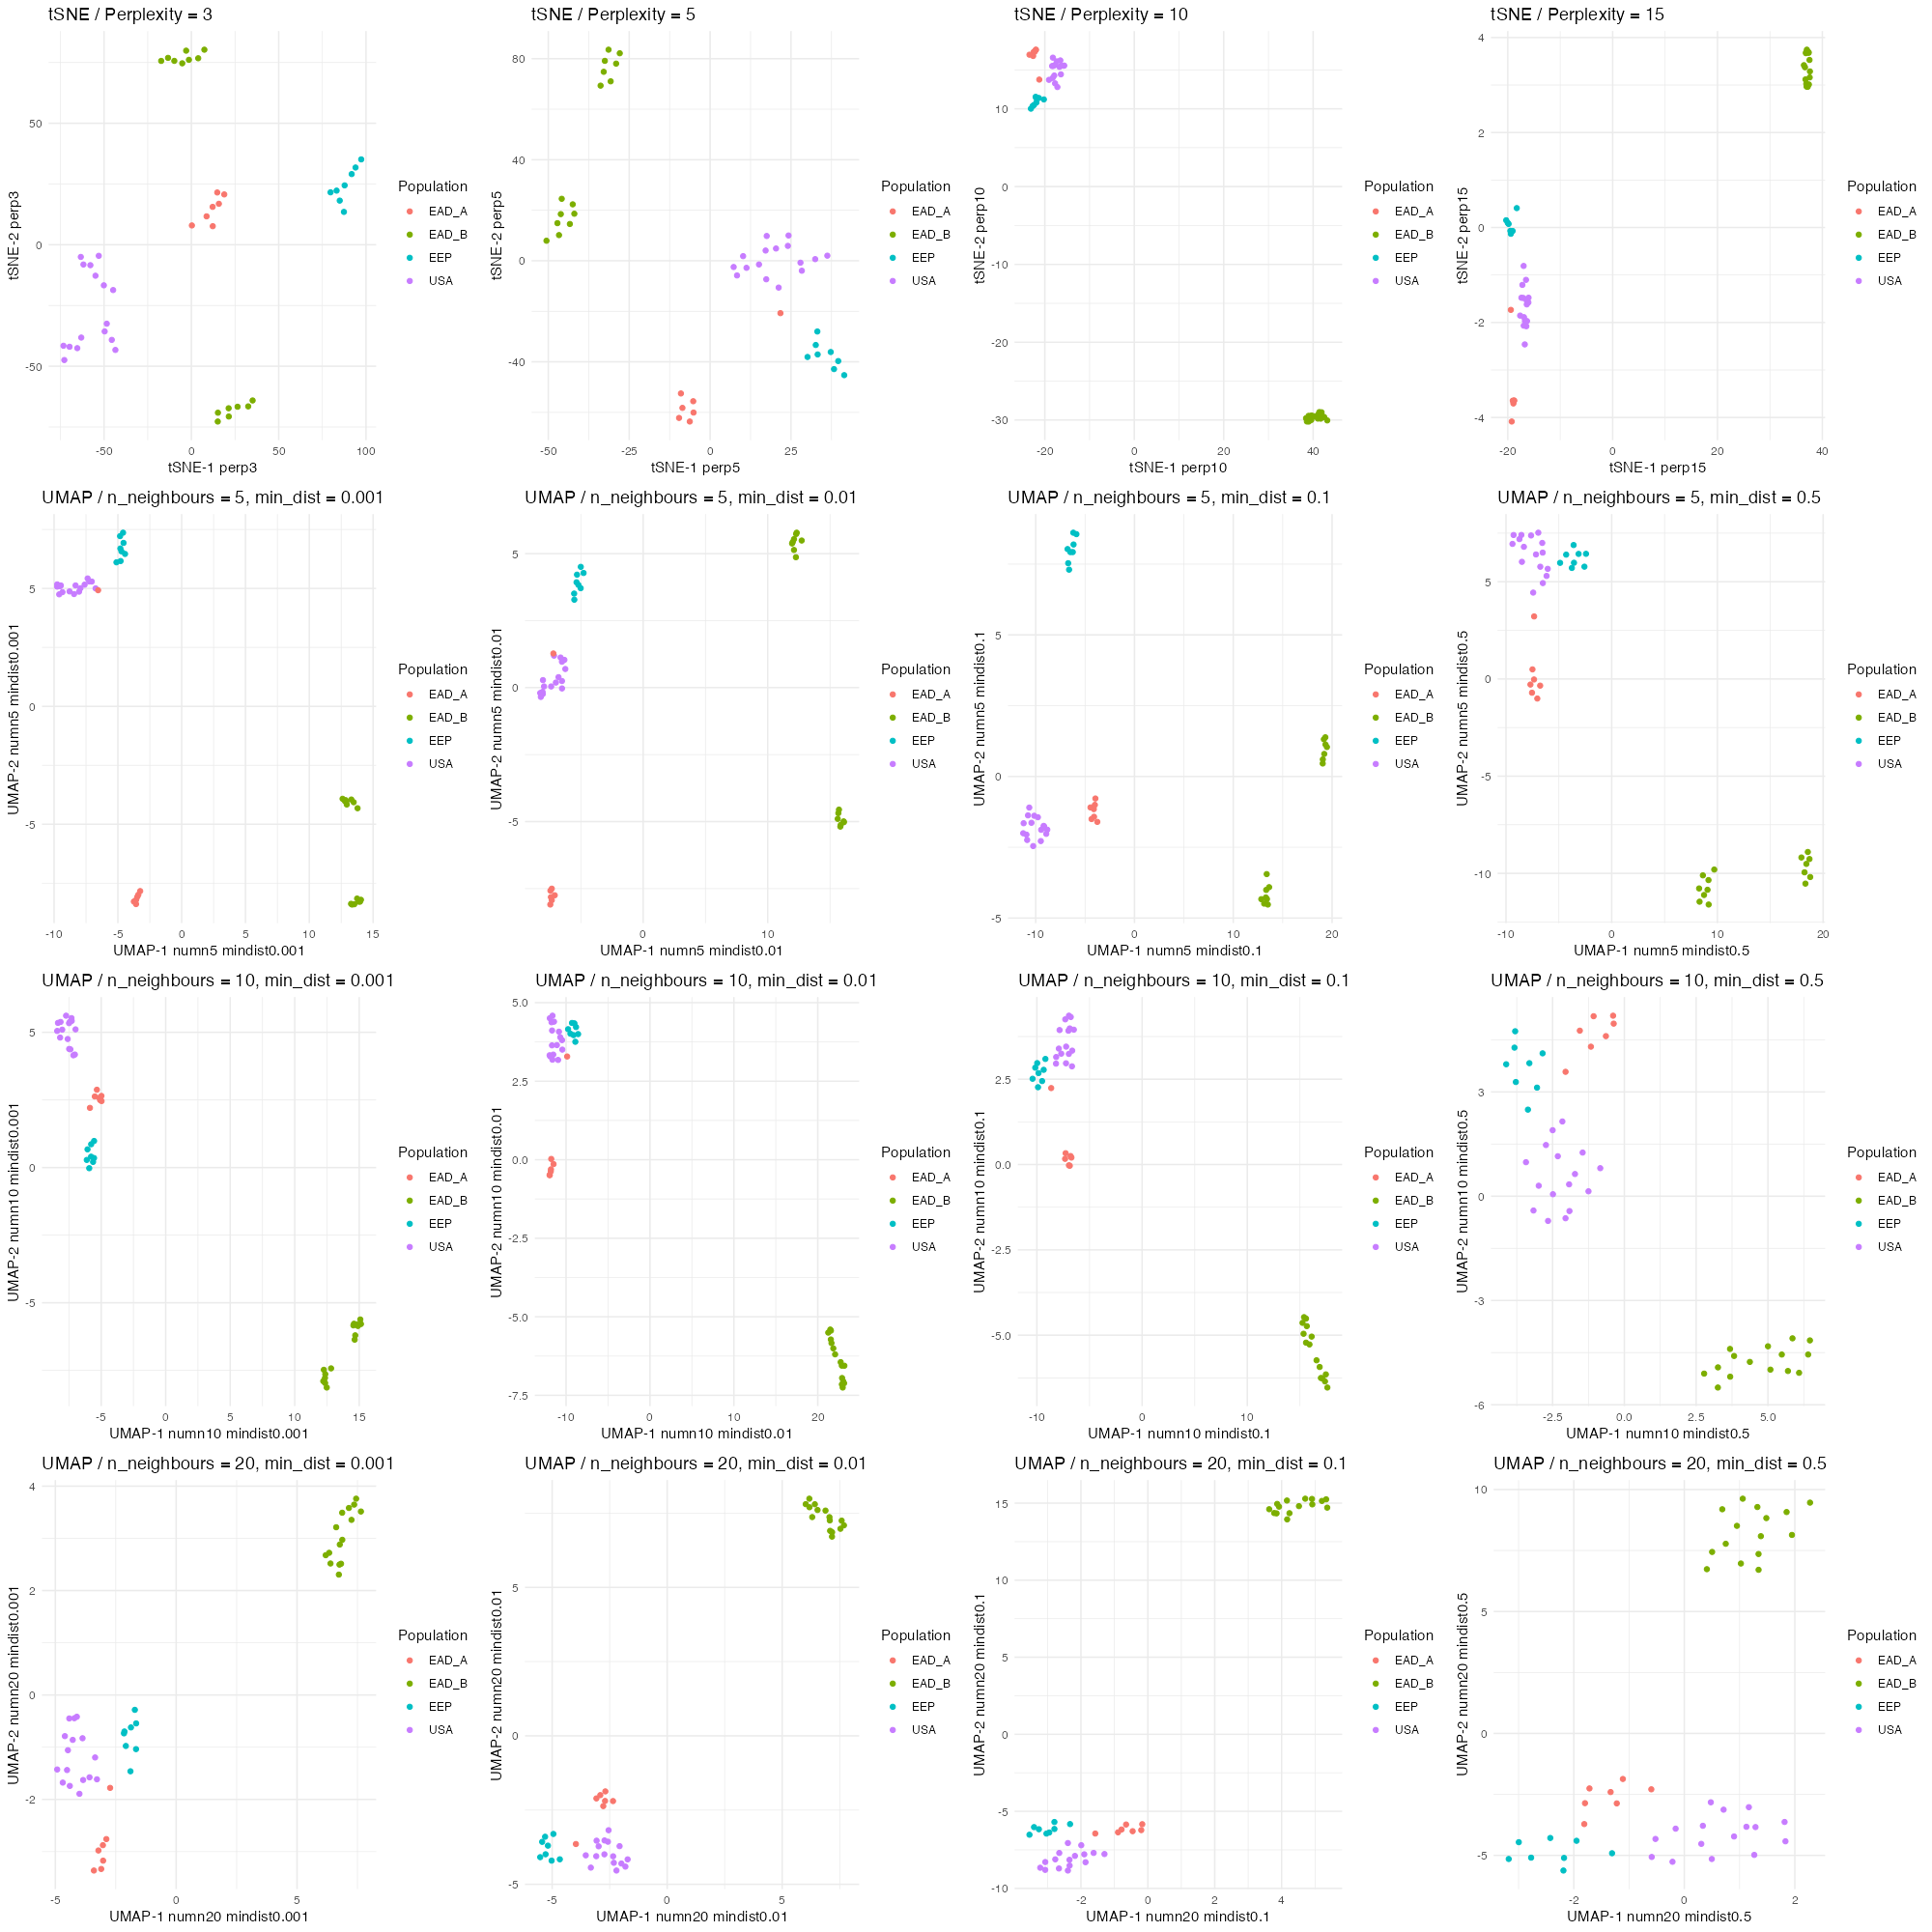 tSNE / Perplexity = 3
tSNE-2 perp3
50
0
-50
-50
0
50
100
tSNE-1 perp3
Population
EAD_A
EAD_B
EEP
USA
tSNE / Perplexity = 5
tSNE-2 perp5
80
40
0
-40
-50
-25
0
25
tSNE-1 perp5
Population
EAD_A
EAD_B
EEP
USA
tSNE / Perplexity = 10
tSNE-2 perp10
10
0
-10
-20
-30
-20
0
20
40
tSNE-1 perp10
Population
EAD_A
EAD_B
EEP
USA
tSNE / Perplexity = 15
tSNE-2 perp15
4
2
0
-2
-4
-20
0
20
40
tSNE-1 perp15
Population
EAD_A
EAD_B
EEP
USA
UMAP / n_neighbours = 5, min_dist = 0.001
UMAP-2 numn5 mindist0.001
5
0
-5
-10
-5
0
5
10
15
UMAP-1 numn5 mindist0.001
Population
EAD_A
EAD_B
EEP
USA
UMAP / n_neighbours = 5, min_dist = 0.01
UMAP-2 numn5 mindist0.01
5
0
-5
0
10
UMAP-1 numn5 mindist0.01
Population
EAD_A
EAD_B
EEP
USA
UMAP / n_neighbours = 5, min_dist = 0.1
UMAP-2 numn5 mindist0.1
5
0
-5
-10
0
10
20
UMAP-1 numn5 mindist0.1
Population
EAD_A
EAD_B
EEP
USA
UMAP / n_neighbours = 5, min_dist = 0.5
UMAP-2 numn5 mindist0.5
5
0
-5
-10
-10
0
10
20
UMAP-1 numn5 mindist0.5
Population
EAD_A
EAD_B
EEP
USA
UMAP / n_neighbours = 10, min_dist = 0.001
UMAP-2 numn10 mindist0.001
5
0
-5
-5
0
5
10
15
UMAP-1 numn10 mindist0.001
Population
EAD_A
EAD_B
EEP
USA
UMAP / n_neighbours = 10, min_dist = 0.01
UMAP-2 numn10 mindist0.01
5.0
2.5
0.0
-2.5
-5.0
-7.5
-10
0
10
20
UMAP-1 numn10 mindist0.01
Population
EAD_A
EAD_B
EEP
USA
UMAP / n_neighbours = 10, min_dist = 0.1
UMAP-2 numn10 mindist0.1
2.5
0.0
-2.5
-5.0
-10
0
10
UMAP-1 numn10 mindist0.1
Population
EAD_A
EAD_B
EEP
USA
UMAP / n_neighbours = 10, min_dist = 0.5
UMAP-2 numn10 mindist0.5
3
0
-3
-6
-2.5
0.0
2.5
5.0
UMAP-1 numn10 mindist0.5
Population
EAD_A
EAD_B
EEP
USA
UMAP / n_neighbours = 20, min_dist = 0.001
UMAP-2 numn20 mindist0.001
4
2
0
-2
-5
0
5
UMAP-1 numn20 mindist0.001
Population
EAD_A
EAD_B
EEP
USA
UMAP / n_neighbours = 20, min_dist = 0.01
UMAP-2 numn20 mindist0.01
5
0
-5
-5
0
5
UMAP-1 numn20 mindist0.01
Population
EAD_A
EAD_B
EEP
USA
UMAP / n_neighbours = 20, min_dist = 0.1
UMAP-2 numn20 mindist0.1
15
10
5
0
-5
-10
-2
0
2
4
UMAP-1 numn20 mindist0.1
Population
EAD_A
EAD_B
EEP
USA
UMAP / n_neighbours = 20, min_dist = 0.5
UMAP-2 numn20 mindist0.5
10
5
0
-5
-2
0
2
UMAP-1 numn20 mindist0.5
Population
EAD_A
EAD_B
EEP
USA